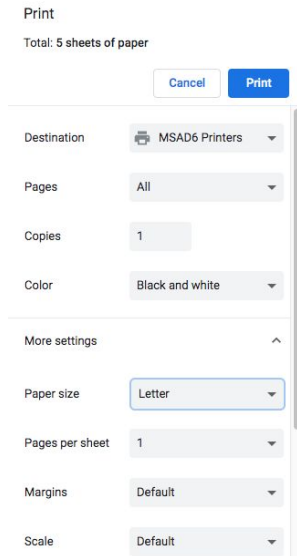 Print
Total: 5 sheets of paper
Cancel Print
Destination MSAD6 Printers
Pages All
Copies 1
Color Black and white
More settings
Paper size Letter
Pages per sheet 1
Margins Default
Scale Default